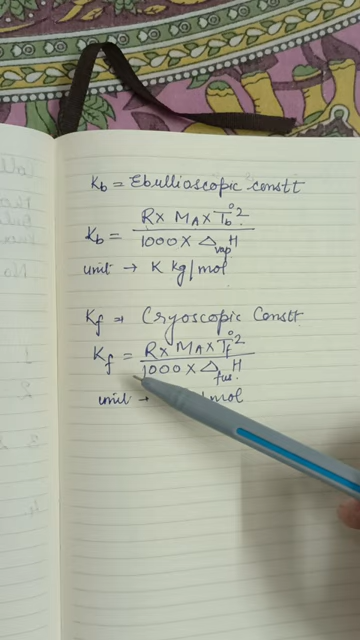 Kb = Ebullioscopic constt
Kb = R× MA × Tb°² / 1000 × ΔvapH
unit → K kg/mol
Kf → Cryoscopic Constt
Kf = R× MA × Tf°² / 1000 × Δfus.H
unit → /mol